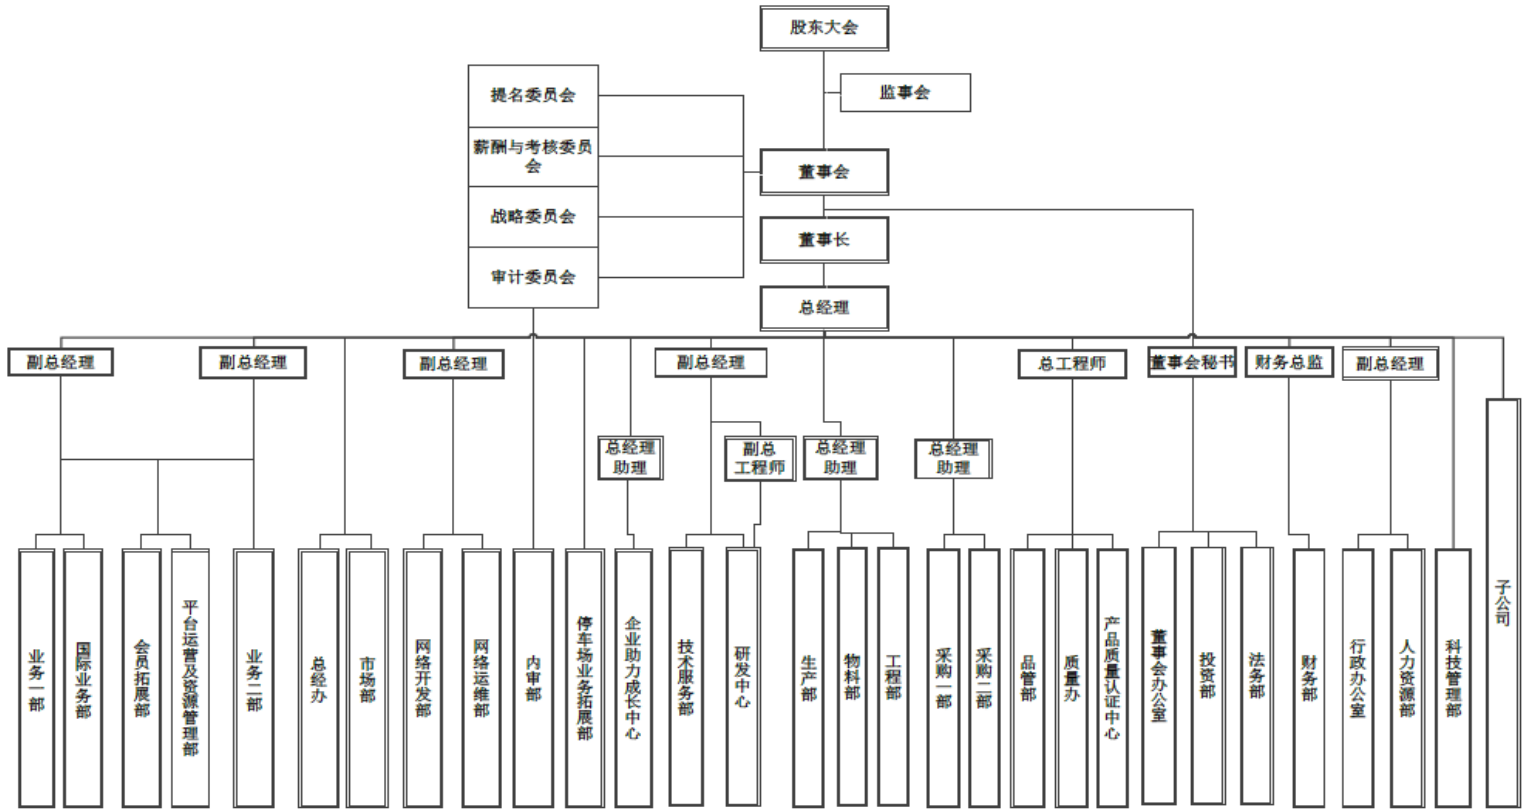 股东大会
监事会
提名委员会
薪酬与考核委员
会
战略委员会
审计委员会
董事会
董事长
总经理
副总经理
副总经理
副总经理
副总经理
总工程师
董事会秘书
财务总监
副总经理
总经理
助理
副总
工程师
总经理
助理
总经理
助理
业务一部
国际业务部
会员拓展部
平台运营及资源管理部
业务二部
总经办
市场部
网络开发部
网络运维部
内审部
停车场业务拓展部
企业助力成长中心
技术服务部
研发中心
生产部
物料部
工程部
采购一部
采购二部
品管部
质量办
产品质量认证中心
董事会办公室
投资部
法务部
财务部
行政办公室
人力资源部
科技管理部
子公司